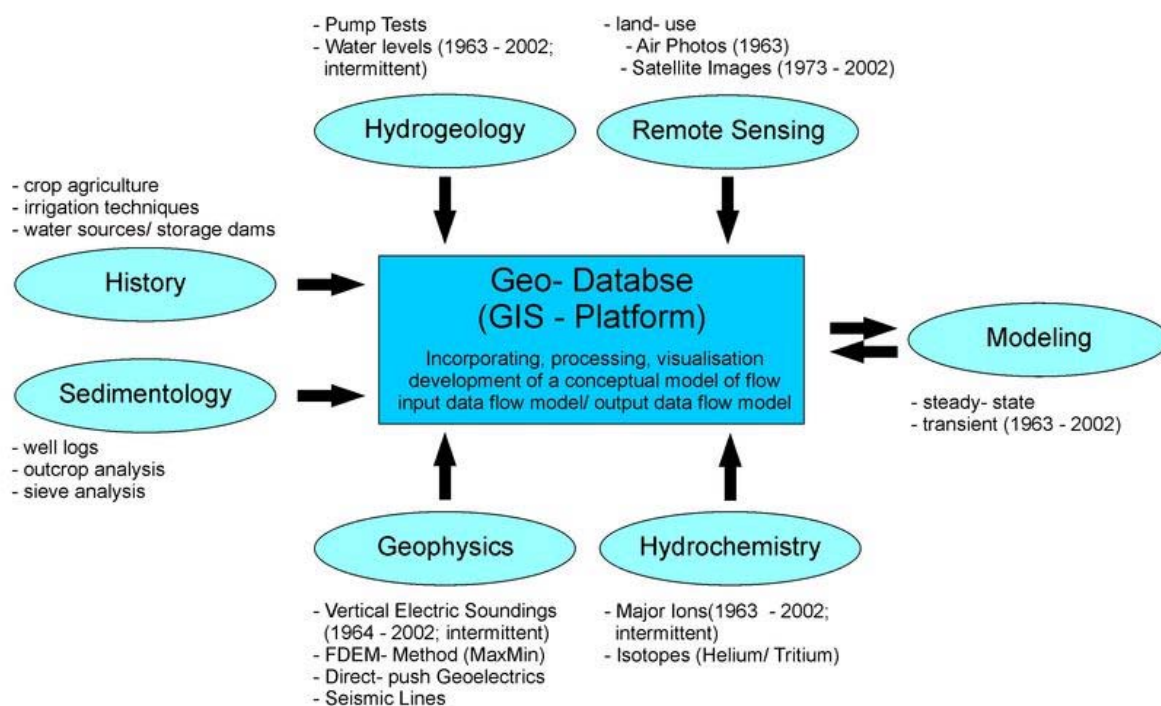 - Pump Tests
- Water levels (1963 - 2002;
intermittent)
Hydrogeology
- land- use
- Air Photos (1963)
- Satellite Images (1973 - 2002)
Remote Sensing
- crop agriculture
- irrigation techniques
- water sources/ storage dams
History
Sedimentology
- well logs
- outcrop analysis
- sieve analysis
Geo- Databse
(GIS - Platform)
Incorporating, processing, visualisation
development of a conceptual model of flow
input data flow model/ output data flow model
Modeling
- steady- state
- transient (1963 - 2002)
Geophysics
- Vertical Electric Soundings
(1964 - 2002; intermittent)
- FDEM- Method (MaxMin)
- Direct- push Geoelectrics
- Seismic Lines
Hydrochemistry
- Major Ions(1963 - 2002;
intermittent)
- Isotopes (Helium/ Tritium)